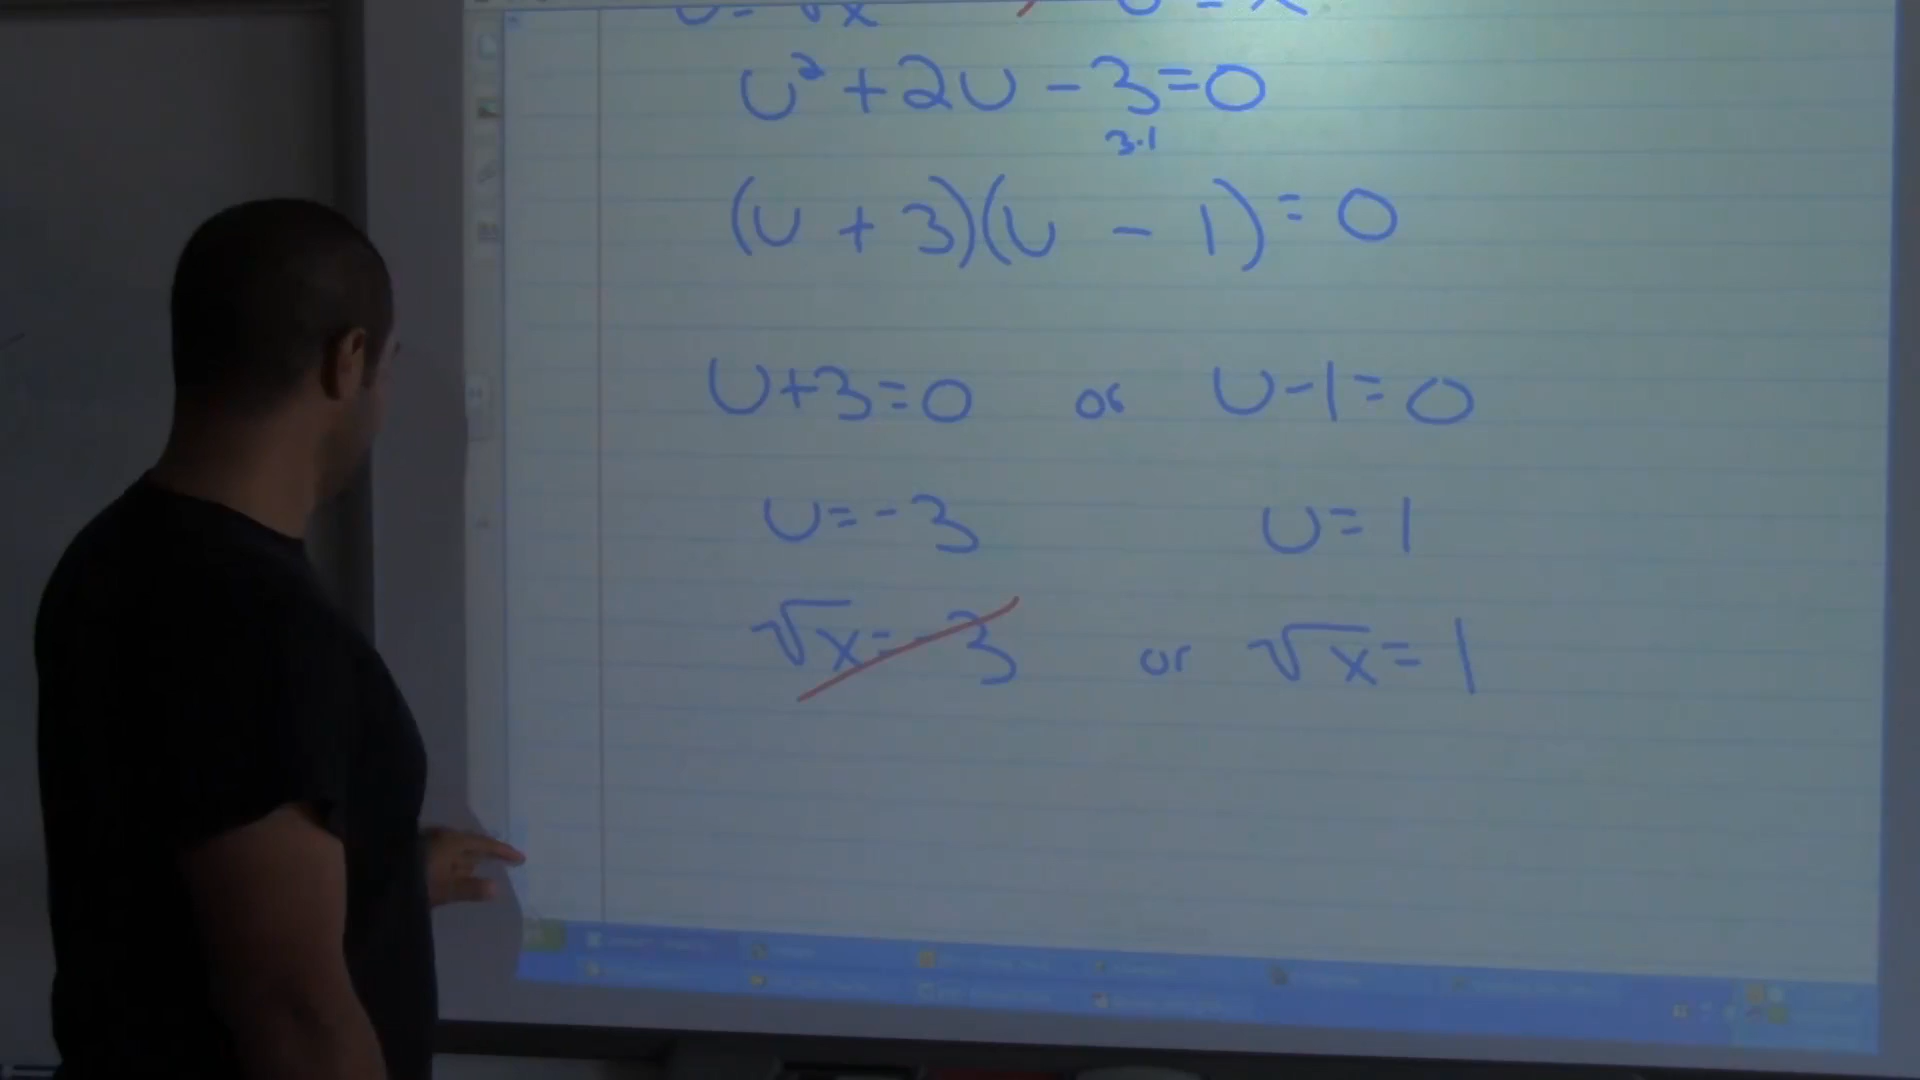 u = √x
u² + 2u - 3 = 0
3·1
(u + 3)(u - 1) = 0
u + 3 = 0 or u - 1 = 0
u = -3 u = 1
√x = -3 or √x = 1